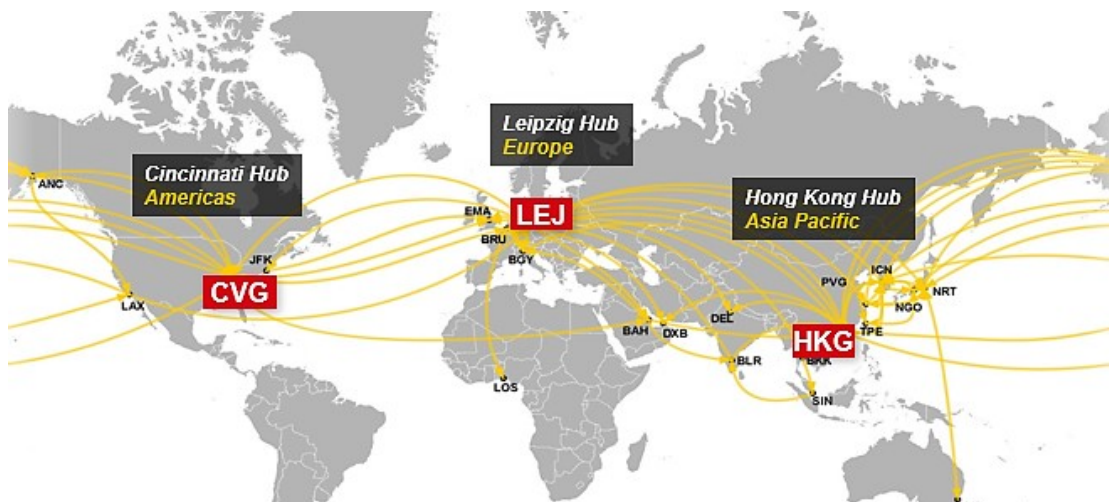 Leipzig Hub
Europe
Cincinnati Hub
Americas
Hong Kong Hub
Asia Pacific
ANC
EMA
LEJ
BRU
BGY
JFK
CVG
LAX
ICN
PVG
NRT
NGO
BAH
DXB
DEL
TPE
HKG
BLR
BKK
LOS
SIN